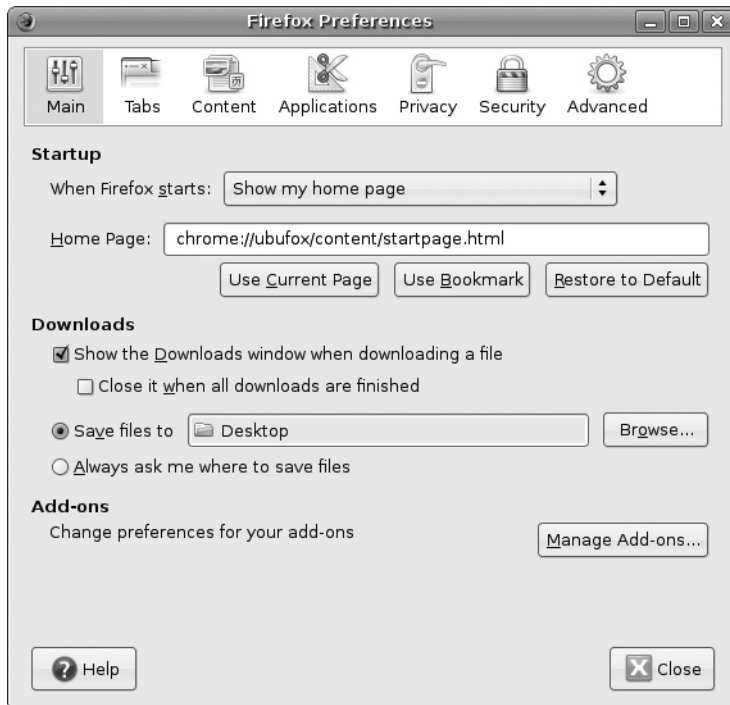 Firefox Preferences
Main Tabs Content Applications Privacy Security Advanced
Startup
When Firefox starts: Show my home page
Home Page: chrome://ubufox/content/startpage.html
Use Current Page Use Bookmark Restore to Default
Downloads
Show the Downloads window when downloading a file
Close it when all downloads are finished
Save files to Desktop Browse...
Always ask me where to save files
Add-ons
Change preferences for your add-ons
Manage Add-ons...
Help Close